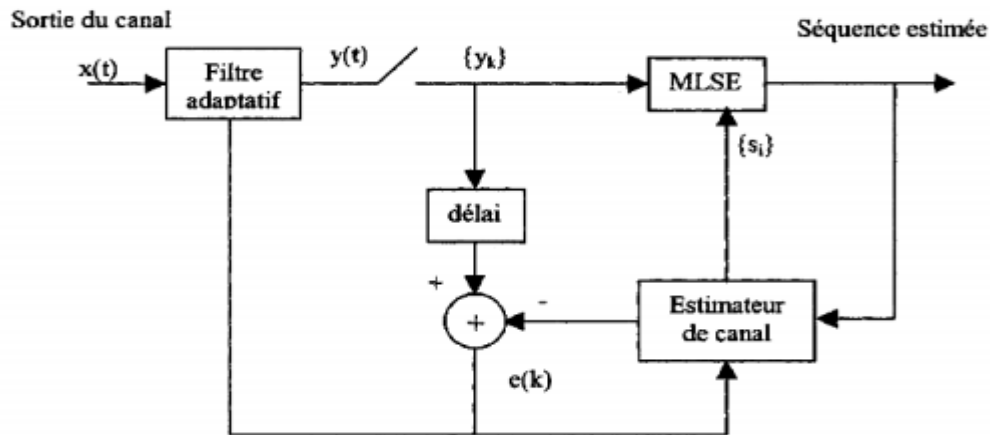 Sortie du canal
Séquence estimée
x(t)
Filtre
adaptatif
y(t)
{yk}
MLSE
{si}
délai
+
-
+
Estimateur
de canal
e(k)